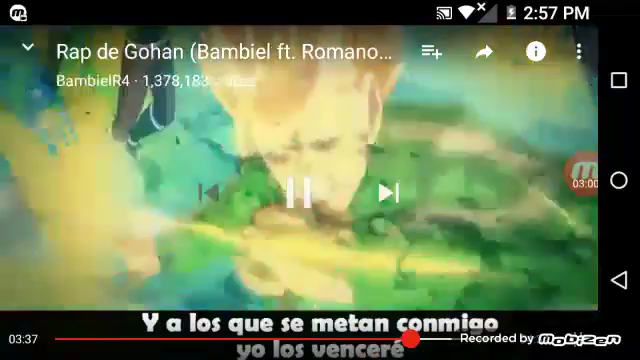 2:57 PM
Rap de Gohan (Bambiel ft. Romano...
BambielR4 · 1,378,183
03:00
Y a los que se metan conmigo
yo los venceré
03:37
Recorded by Mobizen